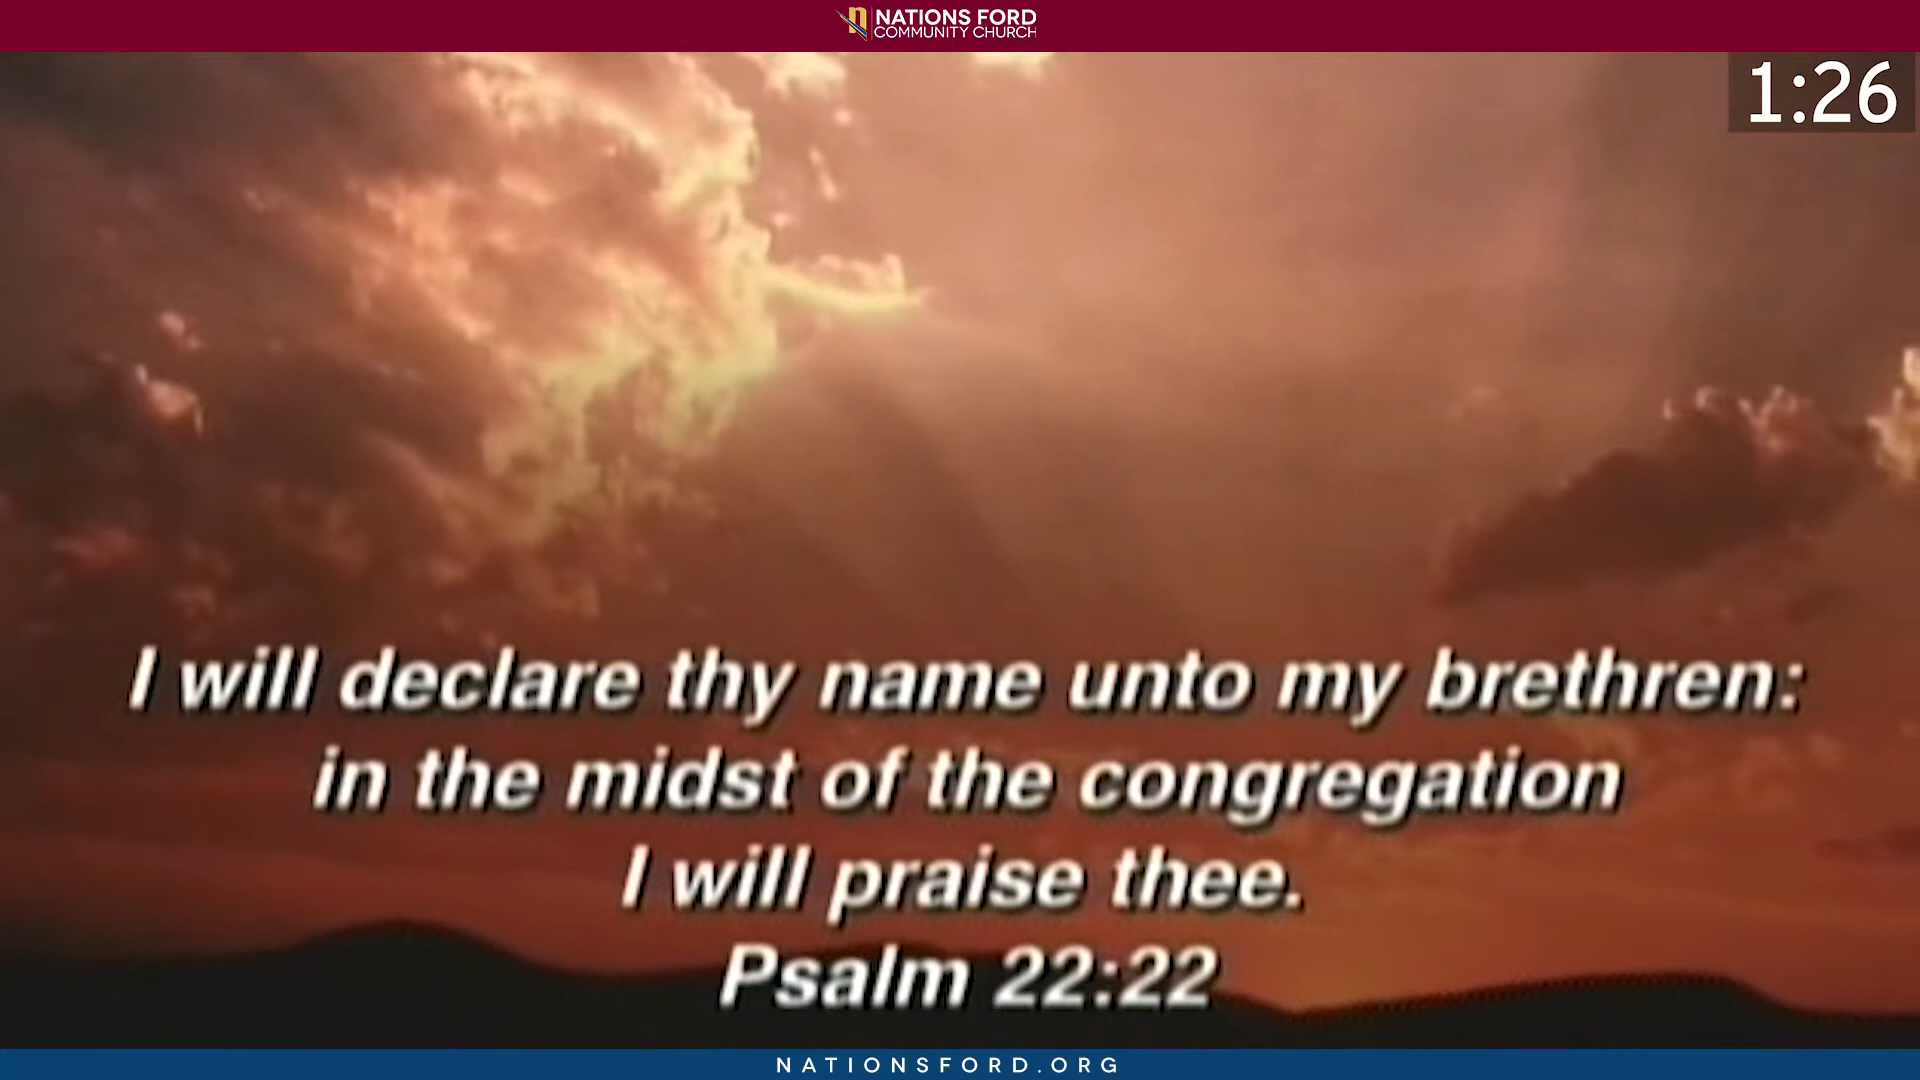 NATIONS FORD
COMMUNITY CHURCH
1:26
I will declare thy name unto my brethren:
in the midst of the congregation
I will praise thee.
Psalm 22:22
NATIONSFORD.ORG